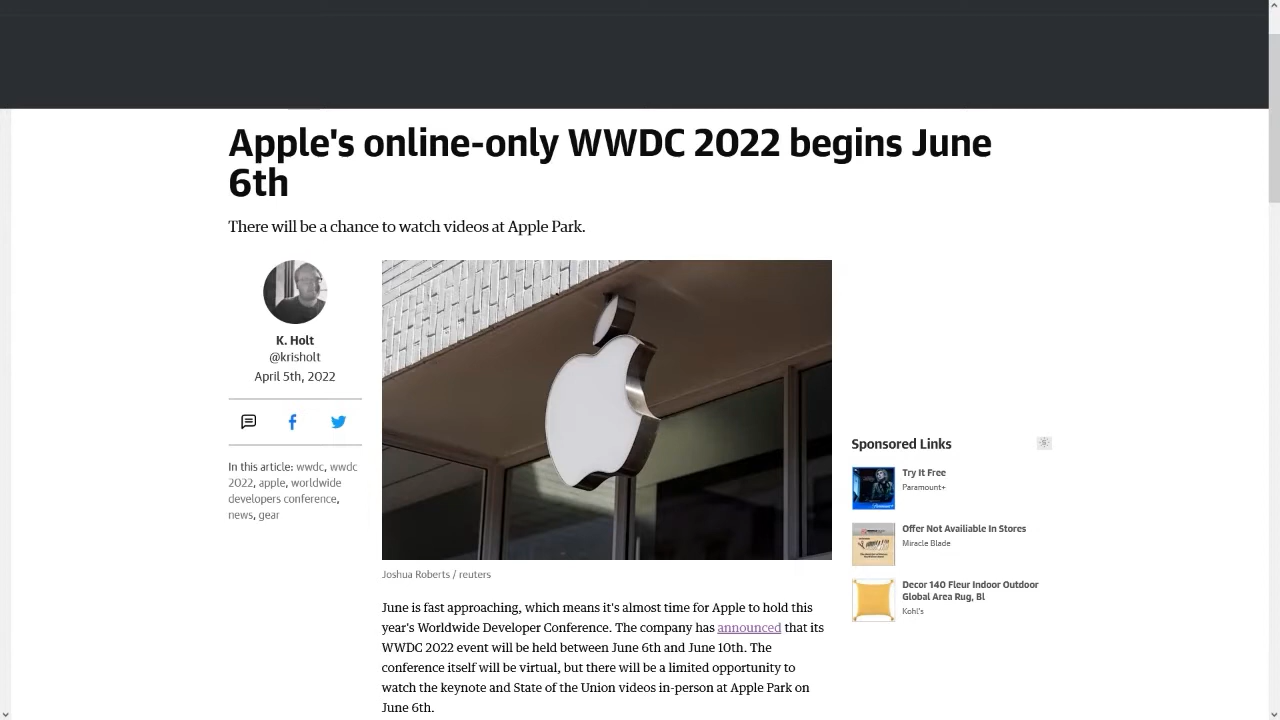 Apple's online-only WWDC 2022 begins June
6th
There will be a chance to watch videos at Apple Park.
K. Holt
@krisholt
April 5th, 2022
In this article: wwdc, wwdc
2022, apple, worldwide
developers conference,
news, gear
Joshua Roberts / reuters
June is fast approaching, which means it's almost time for Apple to hold this
year's Worldwide Developer Conference. The company has announced that its
WWDC 2022 event will be held between June 6th and June 10th. The
conference itself will be virtual, but there will be a limited opportunity to
watch the keynote and State of the Union videos in-person at Apple Park on
June 6th.
Sponsored Links
Try It Free
Paramount+
Offer Not Availiable In Stores
Miracle Blade
Decor 140 Fleur Indoor Outdoor
Global Area Rug, Bl
Kohl's